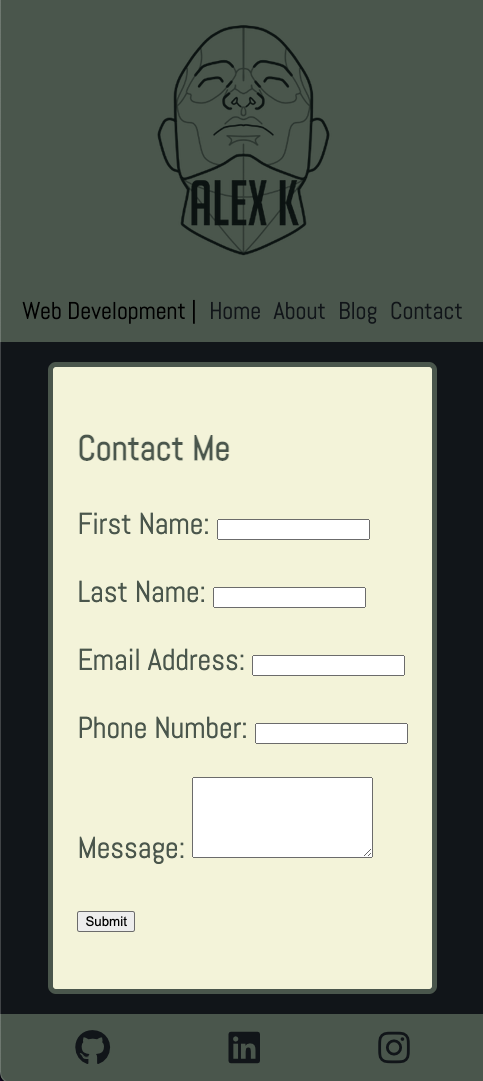 ALEX K
Web Development | Home About Blog Contact
Contact Me
First Name:
Last Name:
Email Address:
Phone Number:
Message:
Submit
in